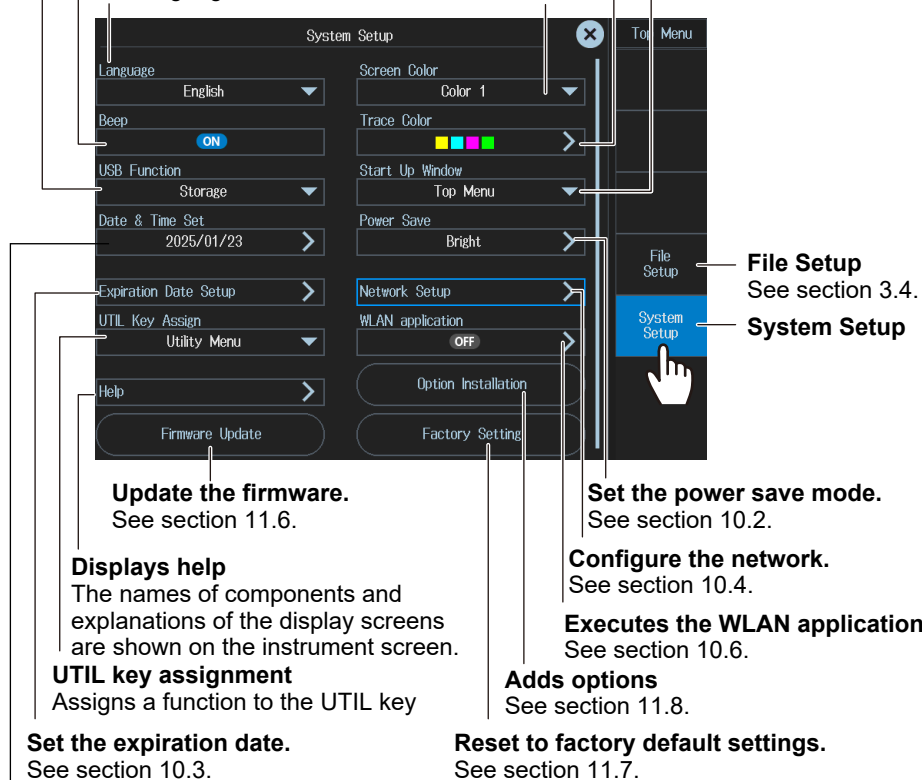 System Setup
Top Menu
Language
English
Screen Color
Color 1
Beep
ON
Trace Color
USB Function
Storage
Start Up Window
Top Menu
Date & Time Set
2025/01/23
Power Save
Bright
File
Setup
File Setup
See section 3.4.
Expiration Date Setup
Network Setup
System
Setup
System Setup
UTIL Key Assign
Utility Menu
WLAN application
OFF
Help
Option Installation
Firmware Update
Factory Setting
Update the firmware.
See section 11.6.
Set the power save mode.
See section 10.2.
Displays help
The names of components and
explanations of the display screens
are shown on the instrument screen.
Configure the network.
See section 10.4.
Executes the WLAN application
See section 10.6.
UTIL key assignment
Assigns a function to the UTIL key
Adds options
See section 11.8.
Set the expiration date.
See section 10.3.
Reset to factory default settings.
See section 11.7.